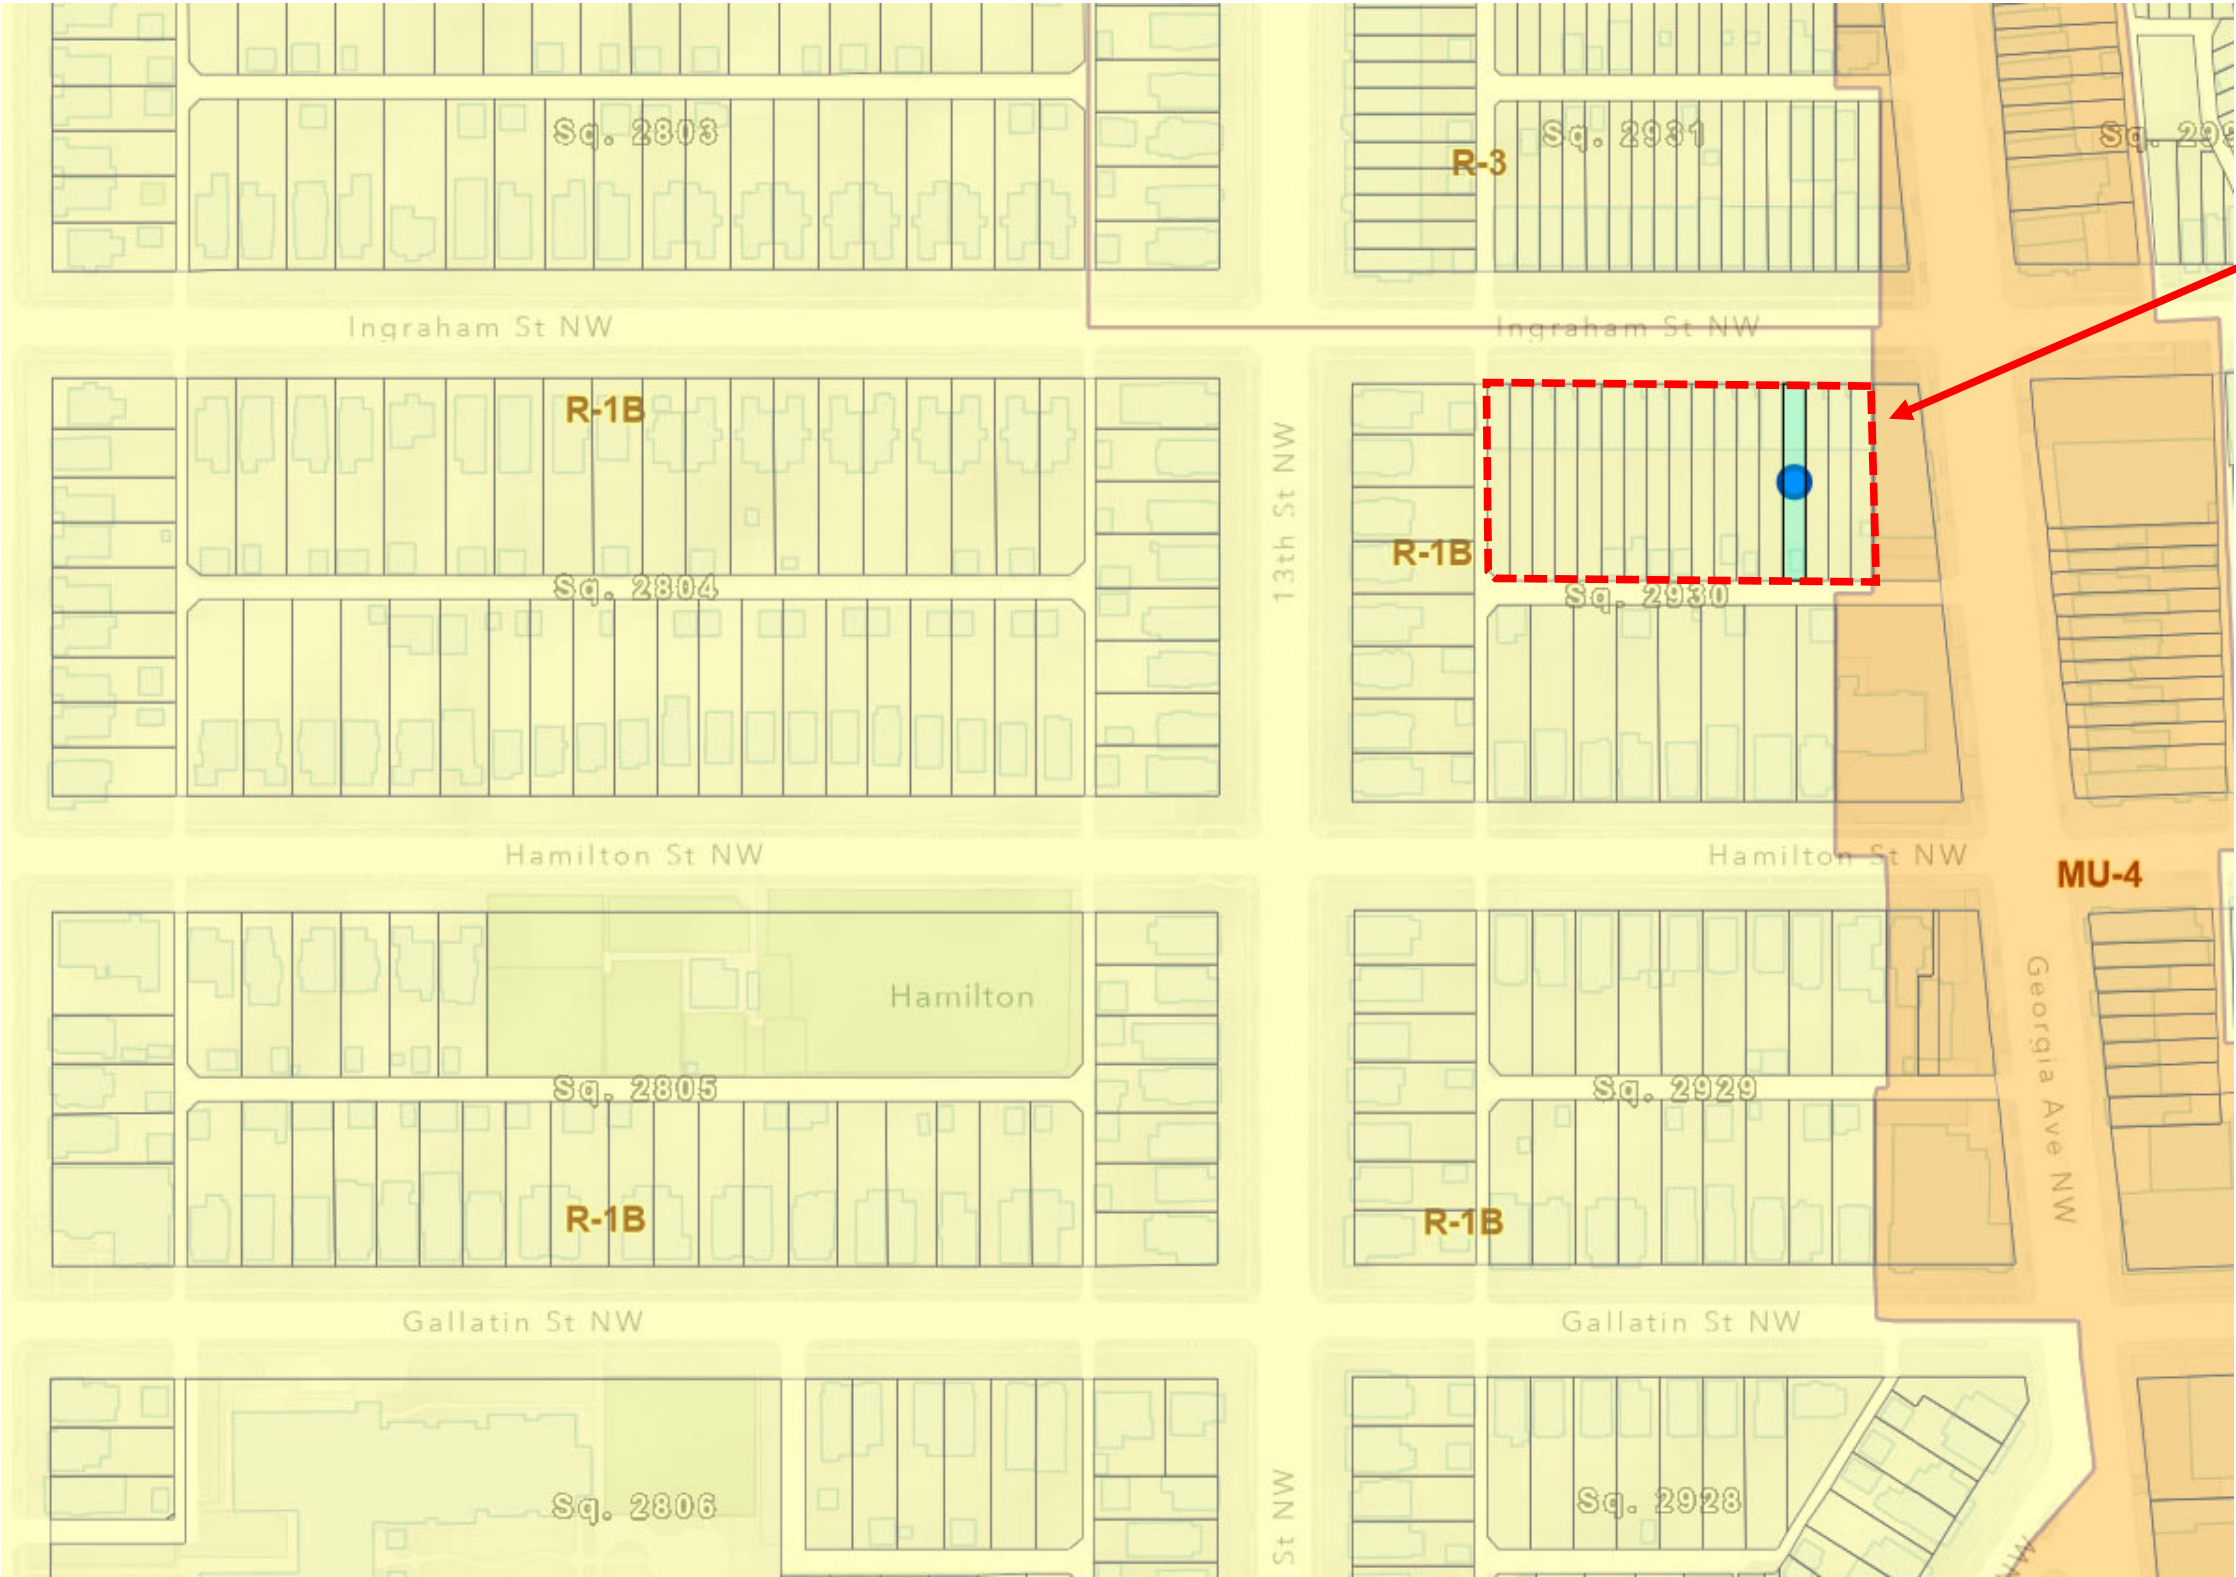 Sq. 2803
Sq. 2931
R-3
Ingraham St NW
Ingraham St NW
R-1B
13th St NW
R-1B
Sq. 2804
Sq. 2930
Hamilton St NW
Hamilton St NW
MU-4
Hamilton
Georgia Ave NW
Sq. 2805
Sq. 2929
R-1B
R-1B
Gallatin St NW
Gallatin St NW
Sq. 2806
Sq. 2928
St NW
NW